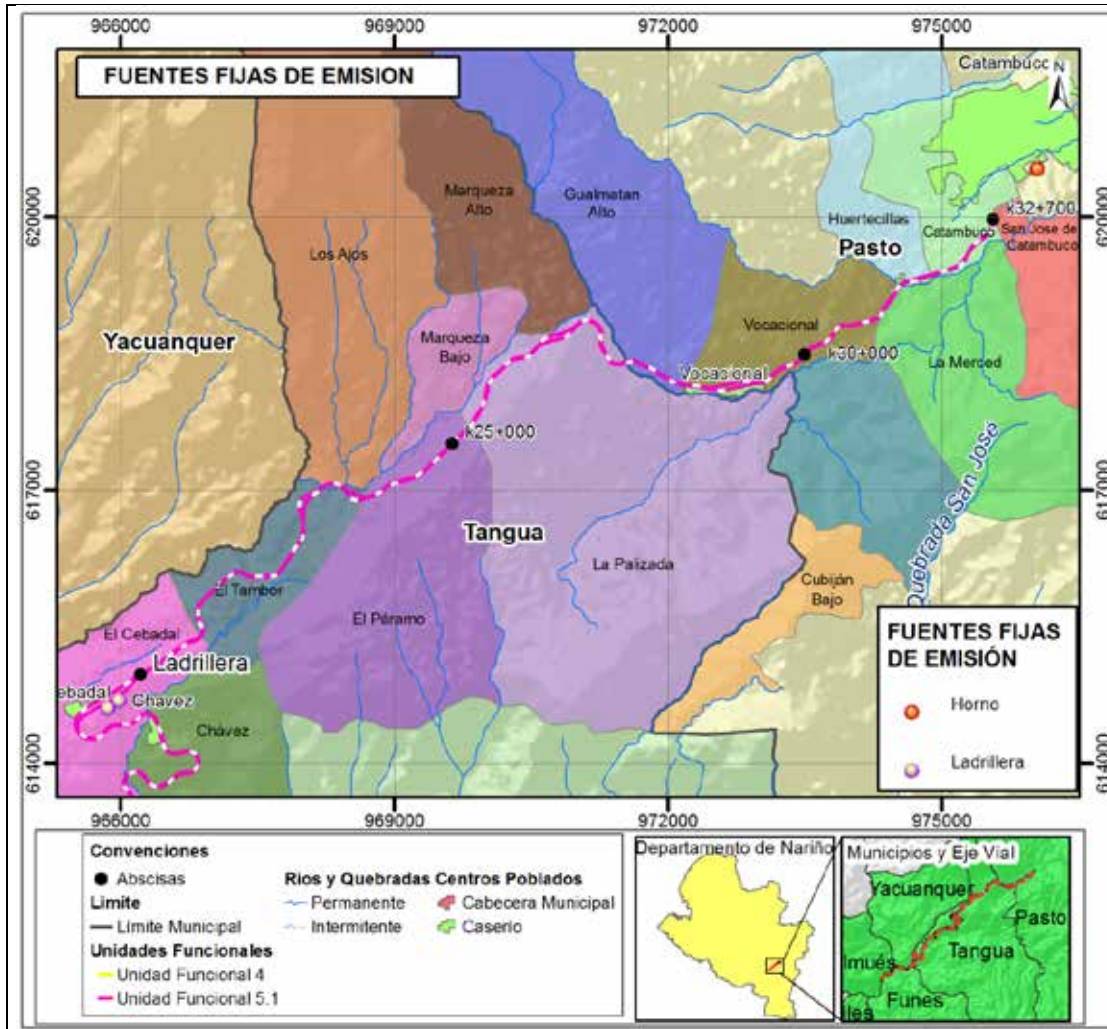 966000
969000
972000
975000
FUENTES FIJAS DE EMISION
Catambuco
N
620000
620000
Marqueza
Alto
Gualmatan
Alto
Huertecillas
k32+700
Los Ajos
Pasto
Catambuco
San Jose de
Catambuco
Yacuanquer
Marqueza
Bajo
Vocacional
La Merced
Vocacional
k30+000
k25+000
617000
617000
Tangua
Quebrada San Jose
La Palizada
El Tambor
El Páramo
Cubiján
Bajo
El Cebadal
Ladrillera
ebadal
Chavez
Chávez
FUENTES FIJAS
DE EMISIÓN
Horno
Ladrillera
614000
614000
966000
969000
972000
975000
Convenciones
Abscisas
Limite
Limite Municipal
Unidades Funcionales
Unidad Funcional 4
Unidad Funcional 5.1
Rios y Quebradas
Permanente
Intermitente
Centros Poblados
Cabecera Municipal
Caserio
Departamento de Nariño
Municipios y Eje Vial
Yacuanquer
Pasto
Tangua
Imués
Funes
iles